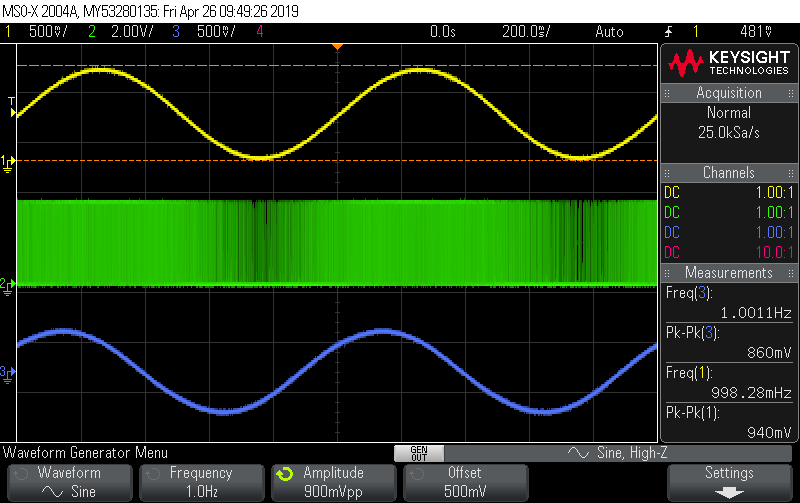 MSO-X 2004A, MY53280135: Fri Apr 26 09:49:26 2019
1 500♡/ 2 2.00V/ 3 500♡/ 4 0.0s 200.0♡/ Auto 1 481♡
KEYSIGHT
TECHNOLOGIES
Acquisition
Normal
25.0kSa/s
Channels
DC 1.00:1
DC 1.00:1
DC 1.00:1
DC 10.0:1
Measurements
Freq(3):
1.0011Hz
Pk-Pk(3):
860mV
Freq(1):
998.28mHz
Pk-Pk(1):
940mV
T
1
2
3
Waveform Generator Menu
GEN
OUT
Sine, High-Z
Waveform
Sine
Frequency
1.0Hz
Amplitude
900mVpp
Offset
500mV
Settings